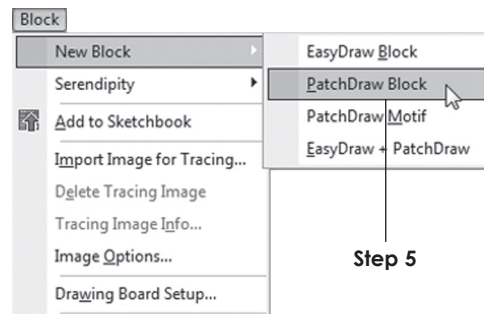 Block
New Block
Serendipity
Add to Sketchbook
Import Image for Tracing...
Delete Tracing Image
Tracing Image Info...
Image Options...
Drawing Board Setup...
EasyDraw Block
PatchDraw Block
PatchDraw Motif
EasyDraw + PatchDraw
Step 5